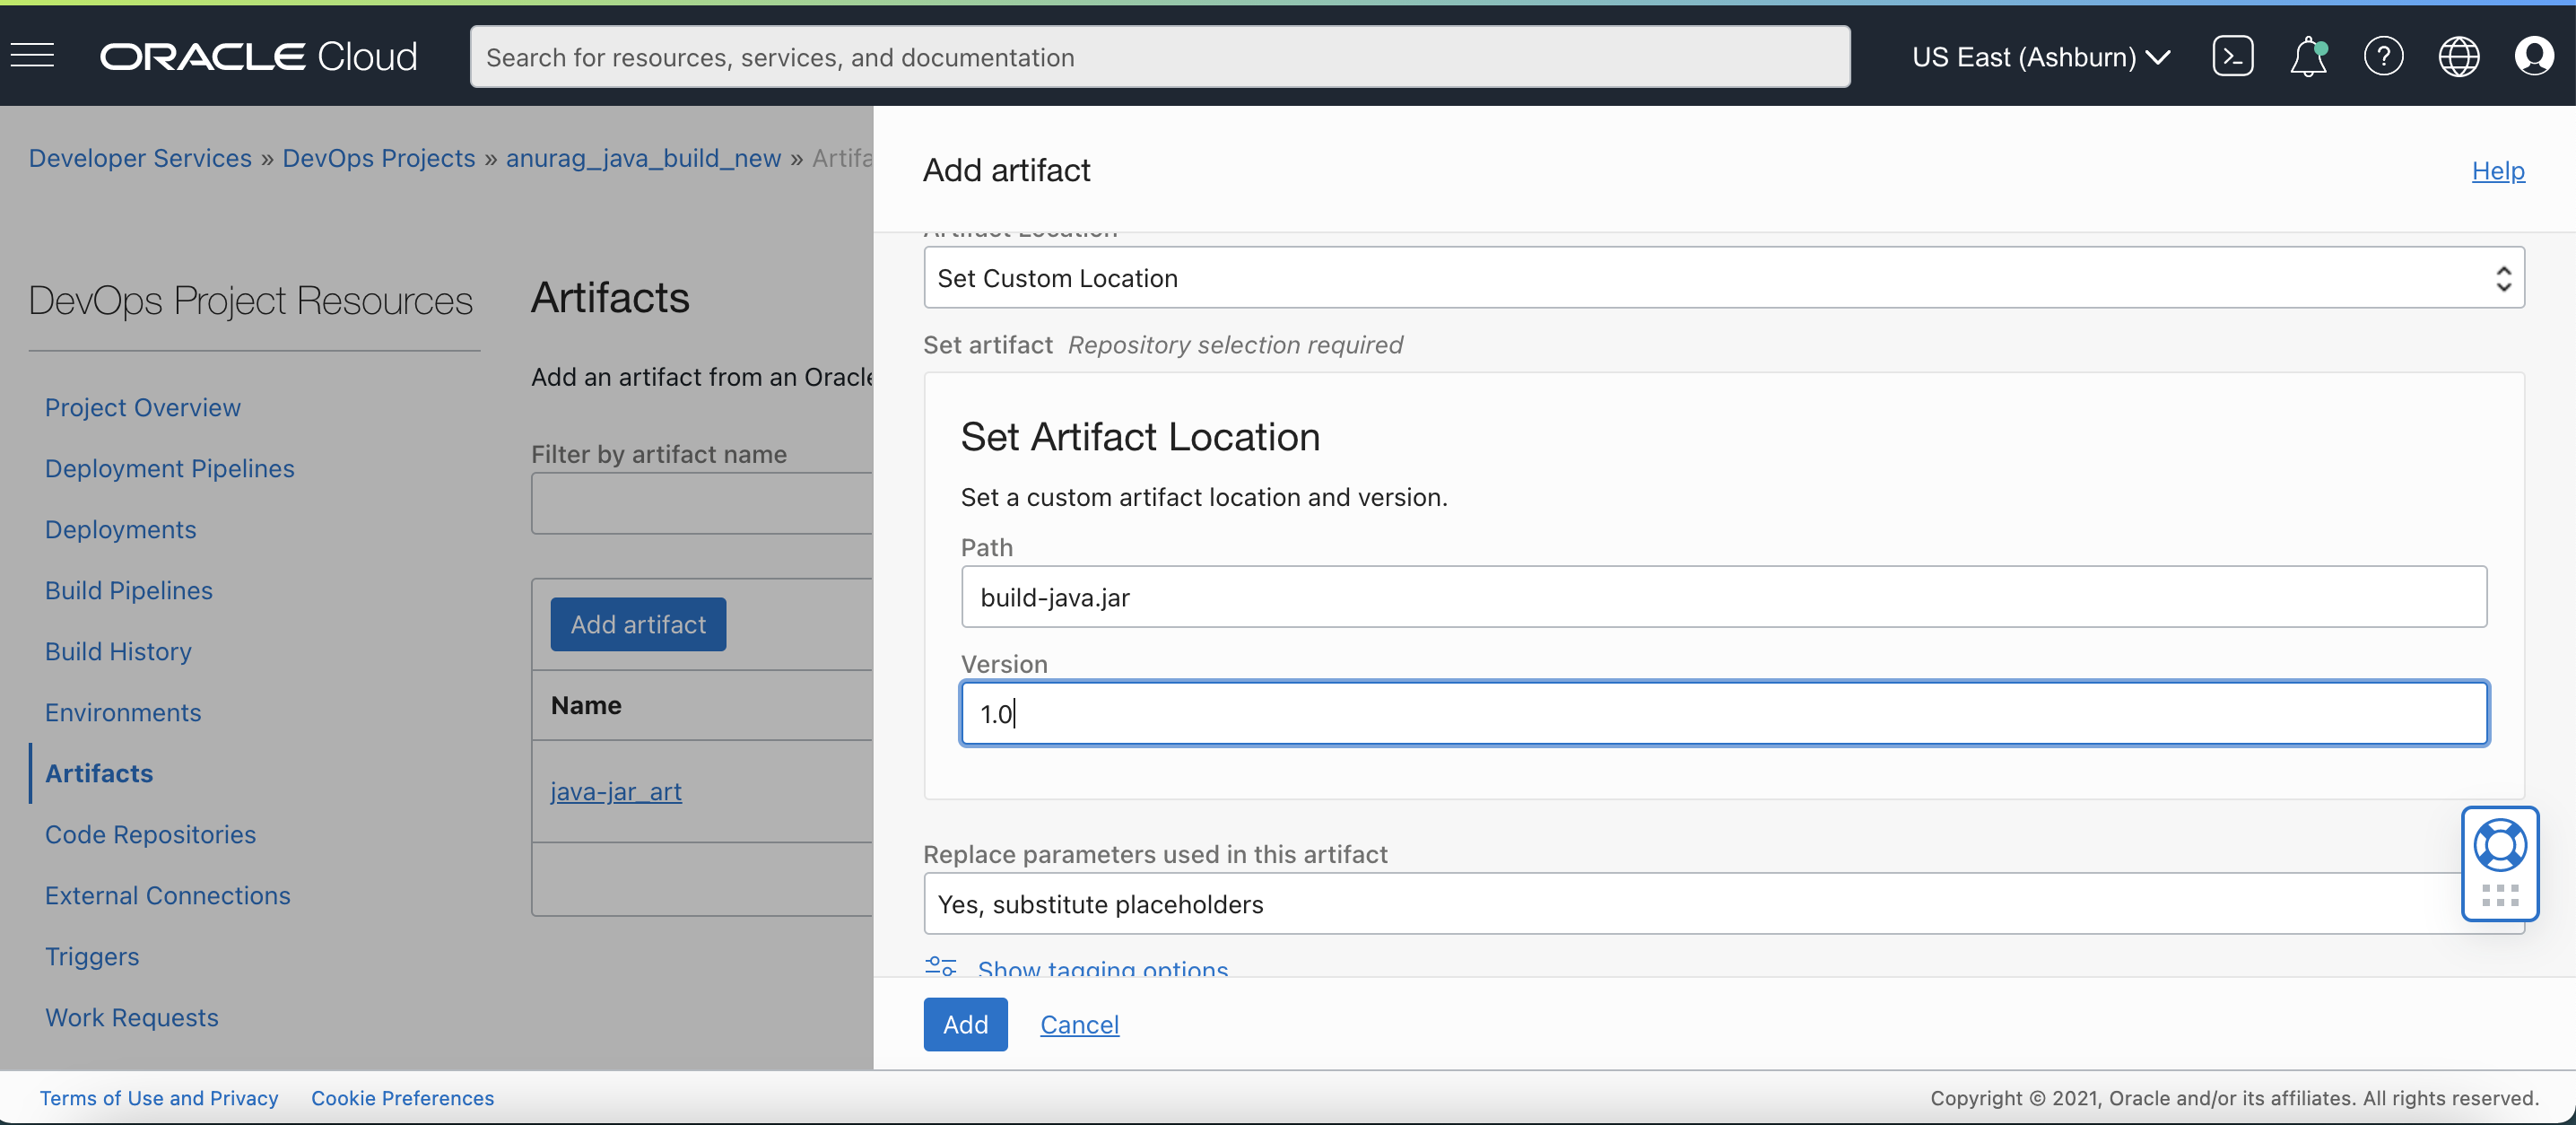 ORACLE Cloud
Search for resources, services, and documentation
US East (Ashburn)
Developer Services » DevOps Projects » anurag_java_build_new » Artifa
DevOps Project Resources
Project Overview
Deployment Pipelines
Deployments
Build Pipelines
Build History
Environments
Artifacts
Code Repositories
External Connections
Triggers
Work Requests
Artifacts
Add an artifact from an Oracle
Filter by artifact name
Add artifact
Name
java-jar_art
Add artifact
Help
Artifact Location
Set Custom Location
Set artifact Repository selection required
Set Artifact Location
Set a custom artifact location and version.
Path
build-java.jar
Version
1.0
Replace parameters used in this artifact
Yes, substitute placeholders
Show tagging options
Add
Cancel
Terms of Use and Privacy
Cookie Preferences
Copyright © 2021, Oracle and/or its affiliates. All rights reserved.